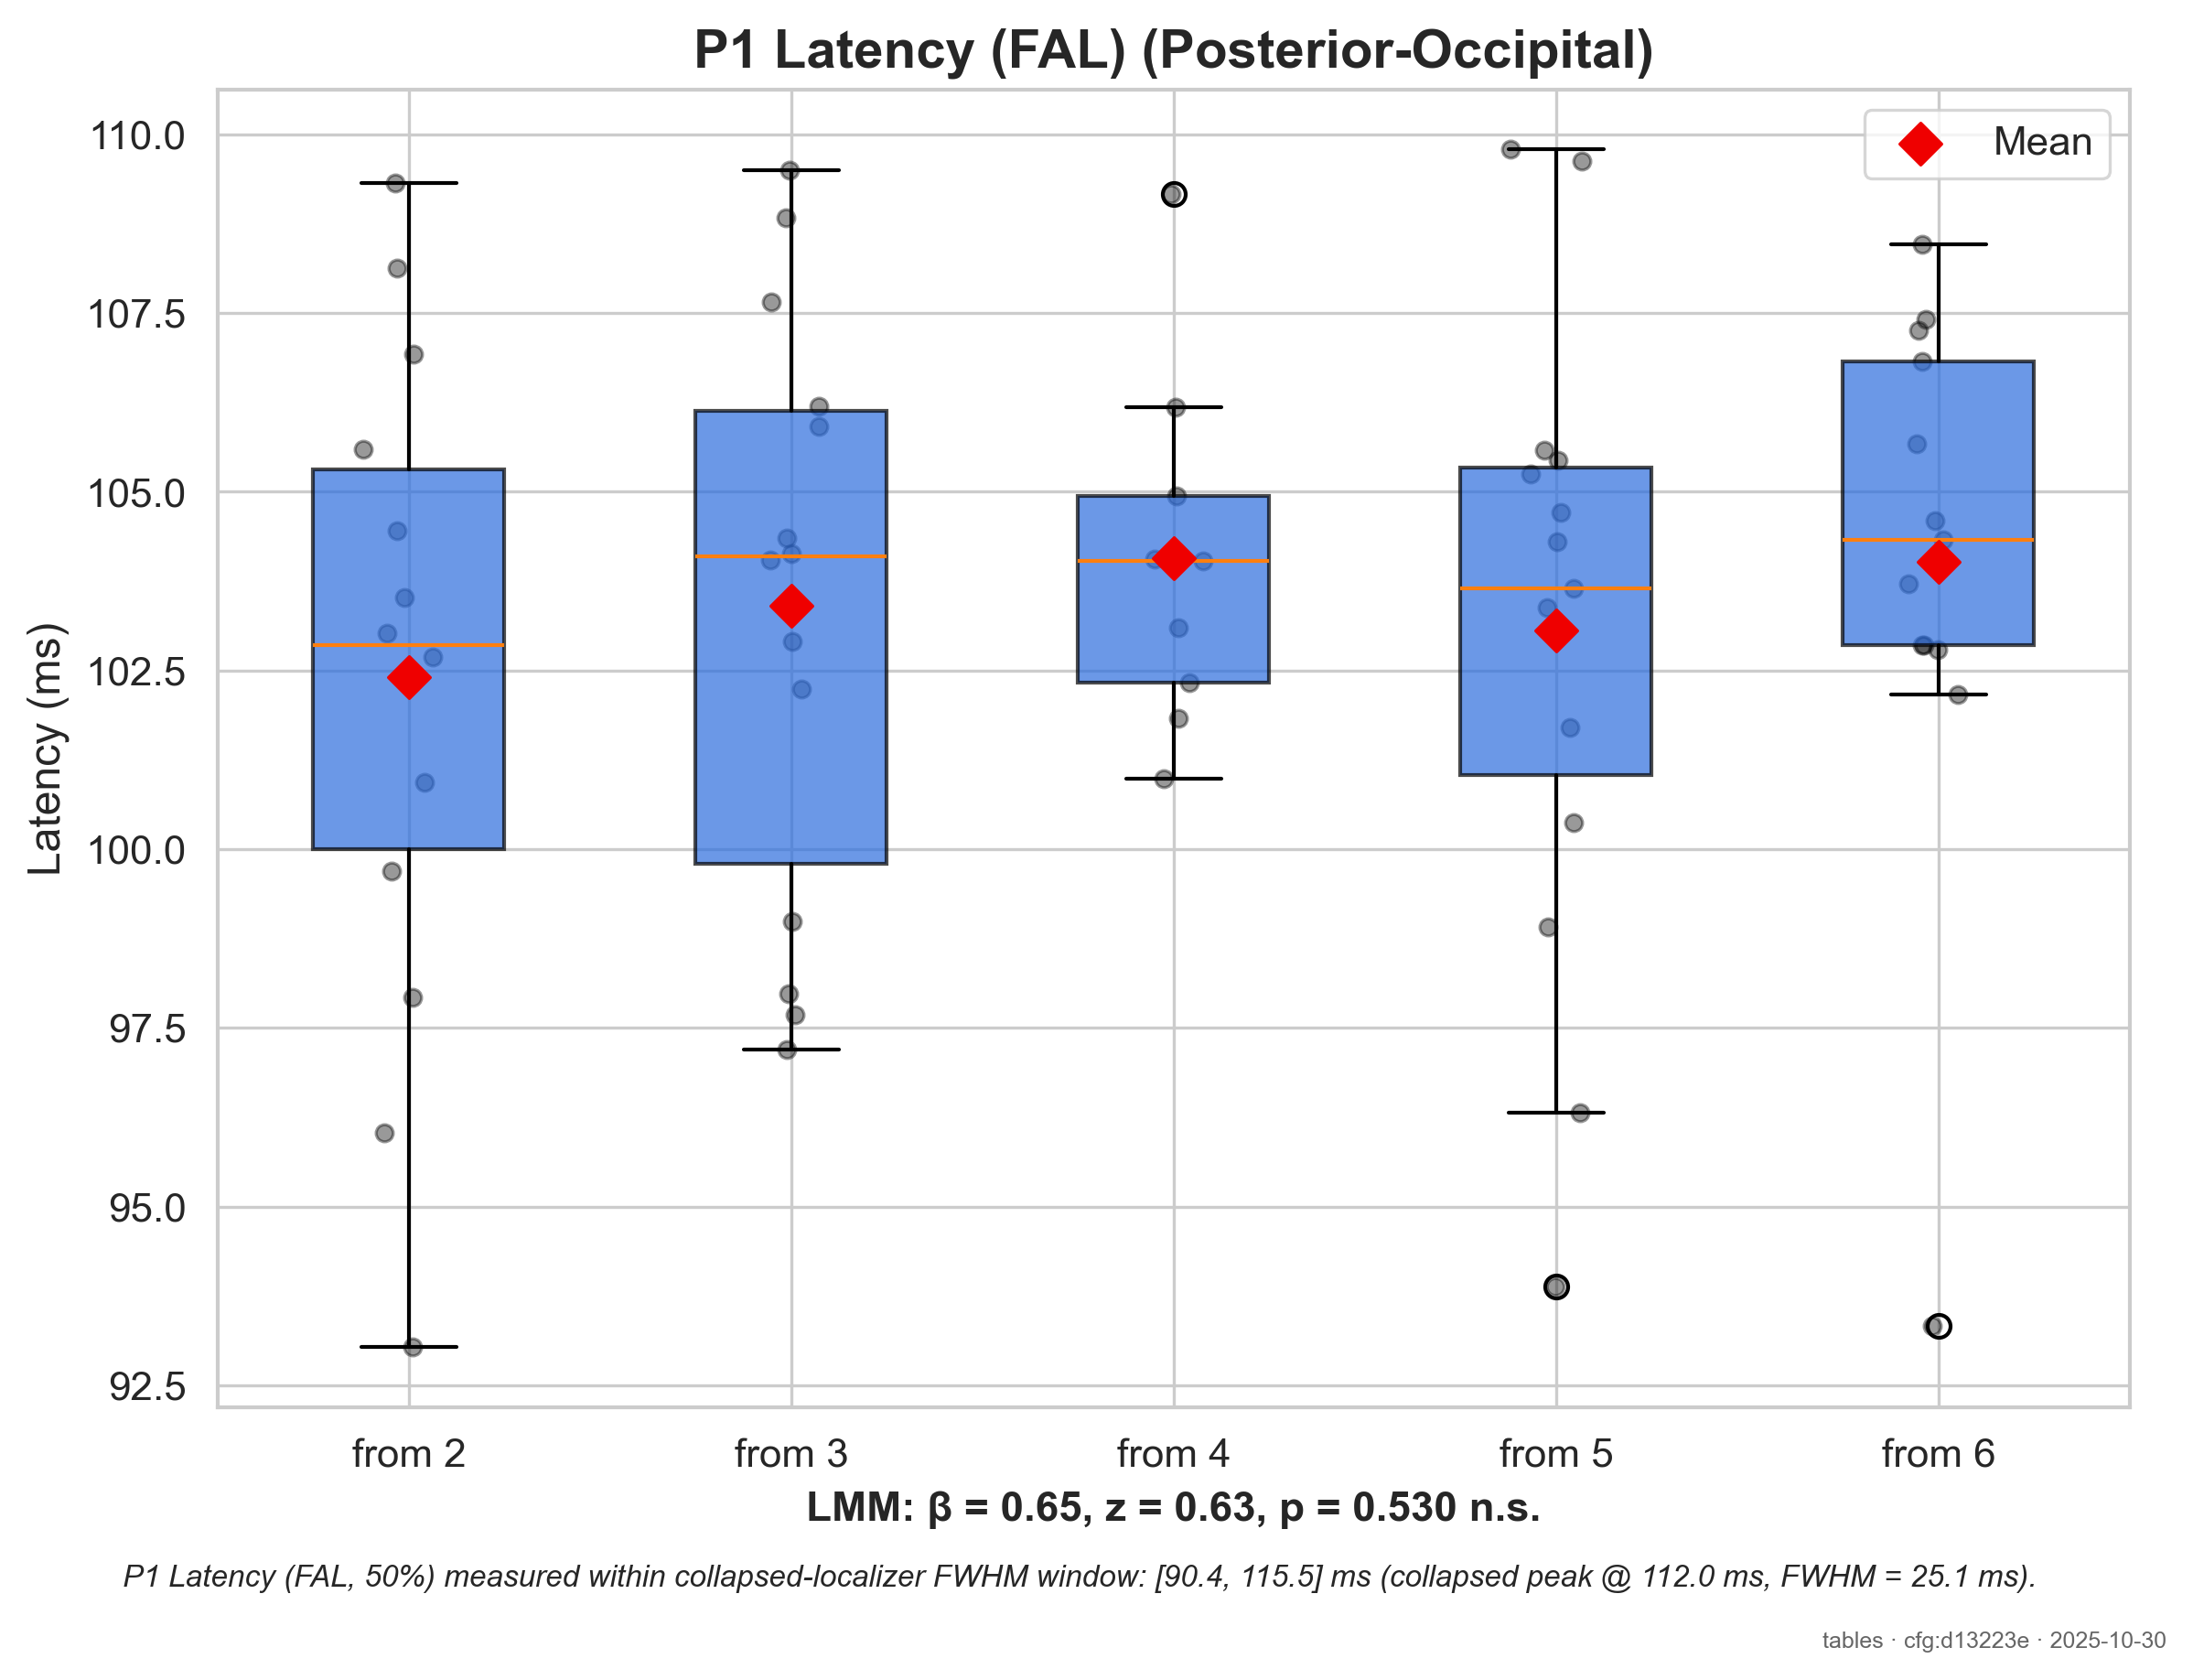 P1 Latency (FAL) (Posterior-Occipital)
Mean
Latency (ms)
110.0
107.5
105.0
102.5
100.0
97.5
95.0
92.5
from 2
from 3
from 4
from 5
from 6
LMM: β = 0.65, z = 0.63, p = 0.530 n.s.
P1 Latency (FAL, 50%) measured within collapsed-localizer FWHM window: [90.4, 115.5] ms (collapsed peak @ 112.0 ms, FWHM = 25.1 ms).
tables · cfg:d13223e · 2025-10-30